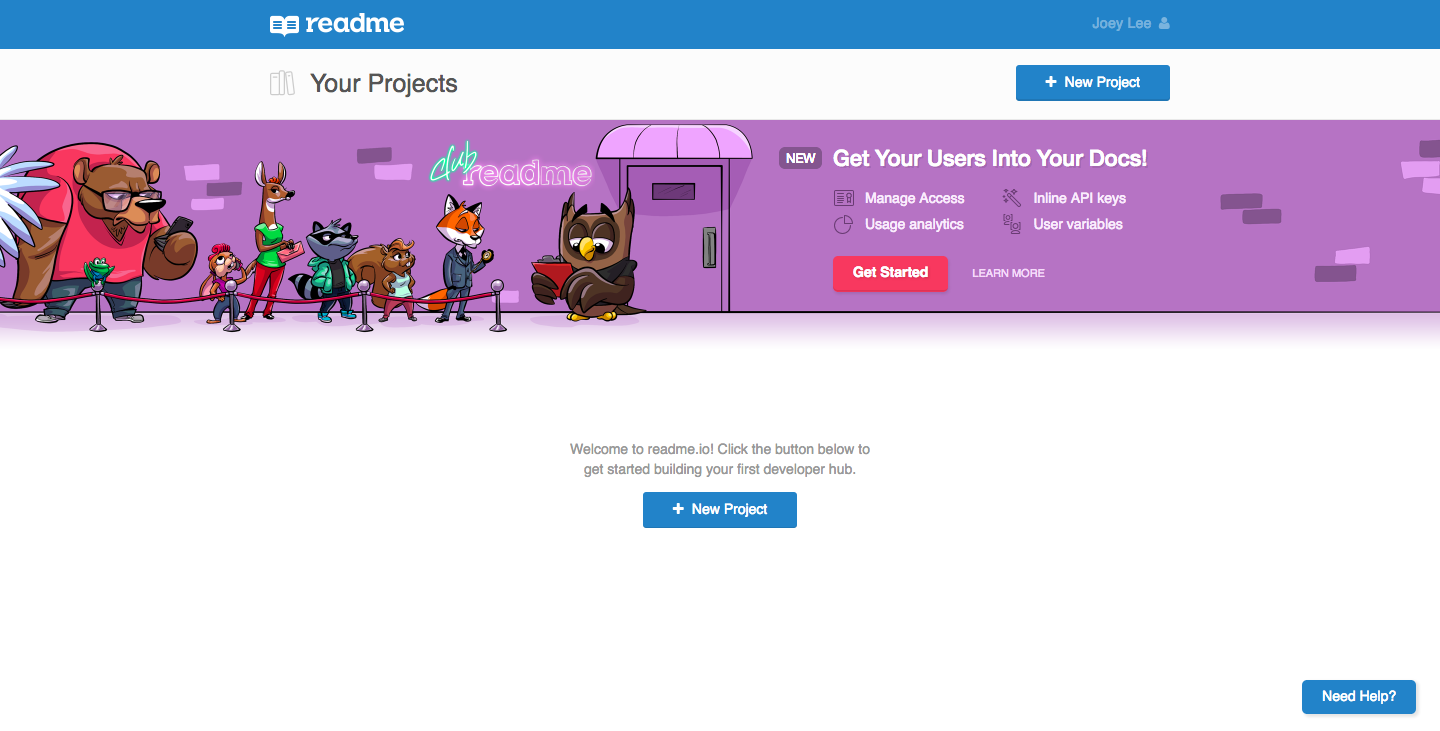 readme
Joey Lee
Your Projects
+ New Project
Club
readme
NEW Get Your Users Into Your Docs!
Manage Access
Inline API keys
Usage analytics
User variables
Get Started
LEARN MORE
Welcome to readme.io! Click the button below to
get started building your first developer hub.
+ New Project
Need Help?